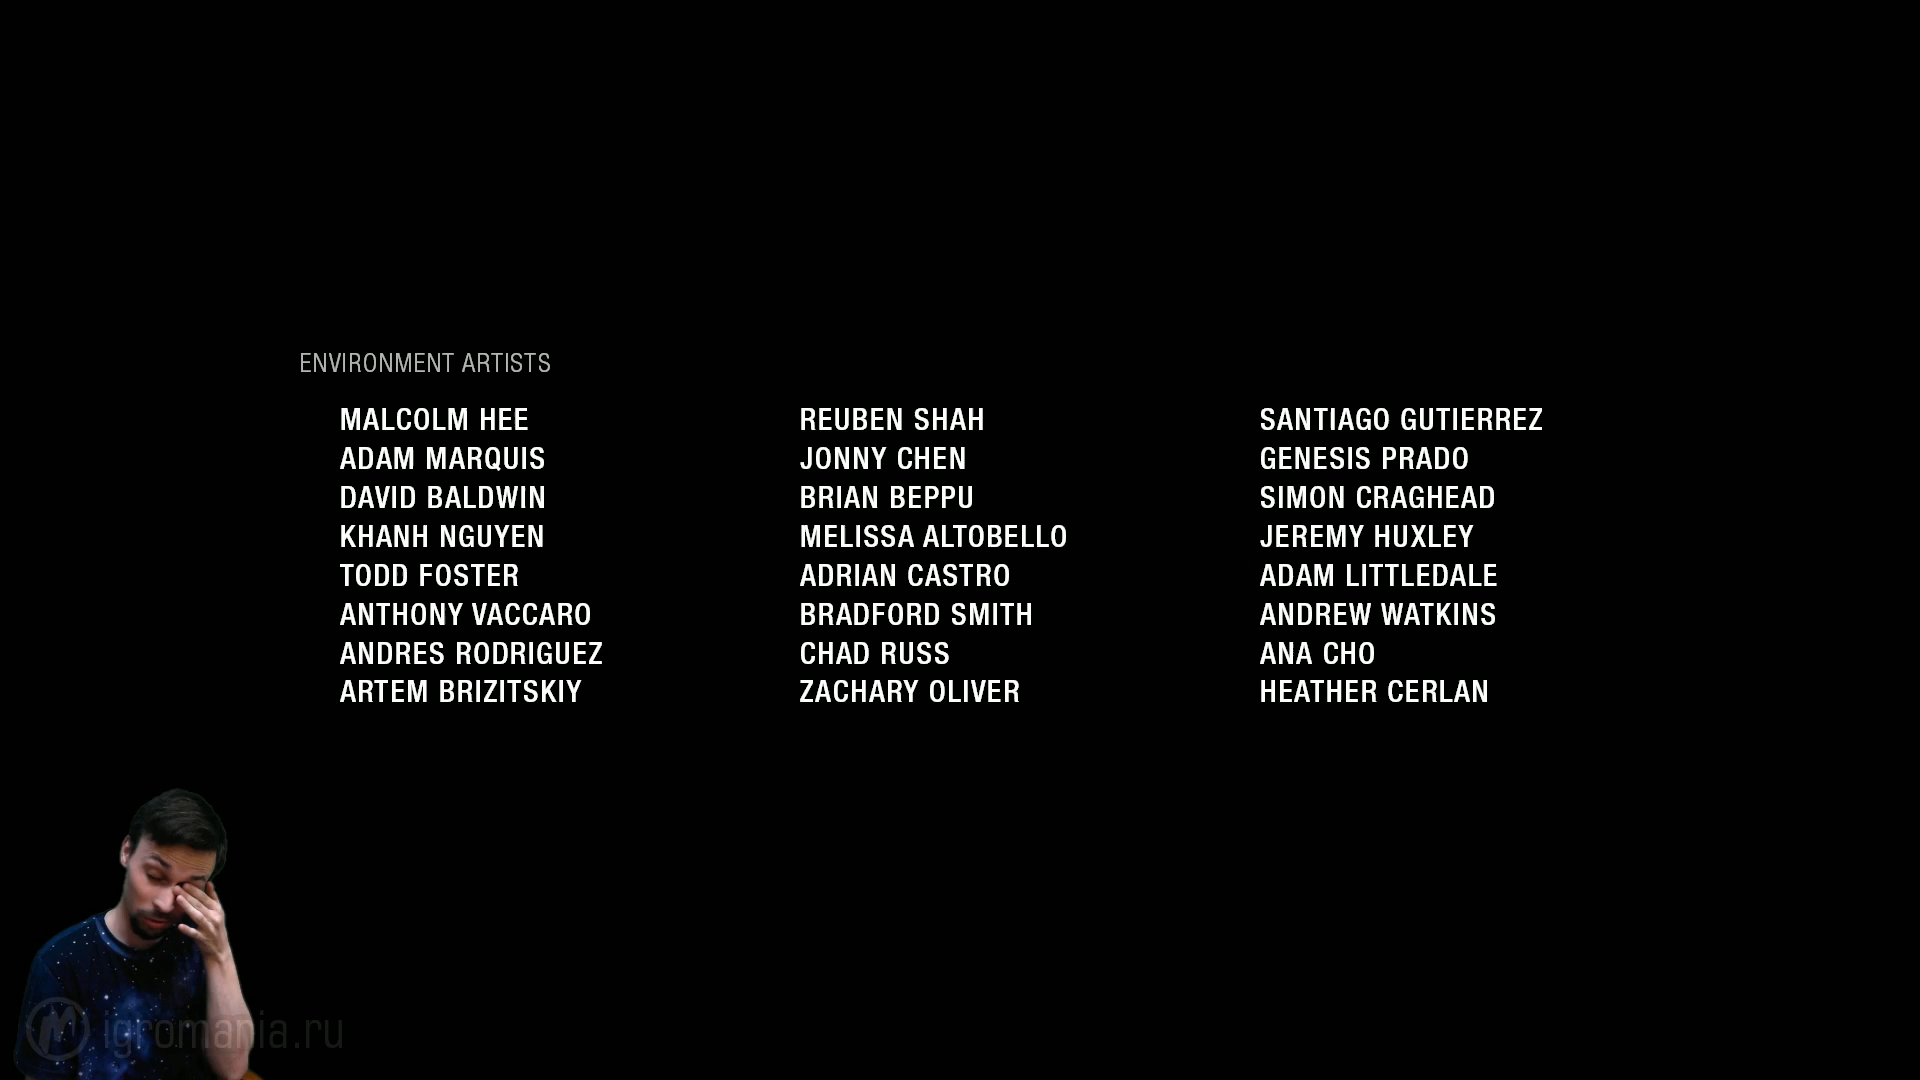 ENVIRONMENT ARTISTS
MALCOLM HEE
ADAM MARQUIS
DAVID BALDWIN
KHANH NGUYEN
TODD FOSTER
ANTHONY VACCARO
ANDRES RODRIGUEZ
ARTEM BRIZITSKIY
REUBEN SHAH
JONNY CHEN
BRIAN BEPPU
MELISSA ALTOBELLO
ADRIAN CASTRO
BRADFORD SMITH
CHAD RUSS
ZACHARY OLIVER
SANTIAGO GUTIERREZ
GENESIS PRADO
SIMON CRAGHEAD
JEREMY HUXLEY
ADAM LITTLEDALE
ANDREW WATKINS
ANA CHO
HEATHER CERLAN
igromania.ru